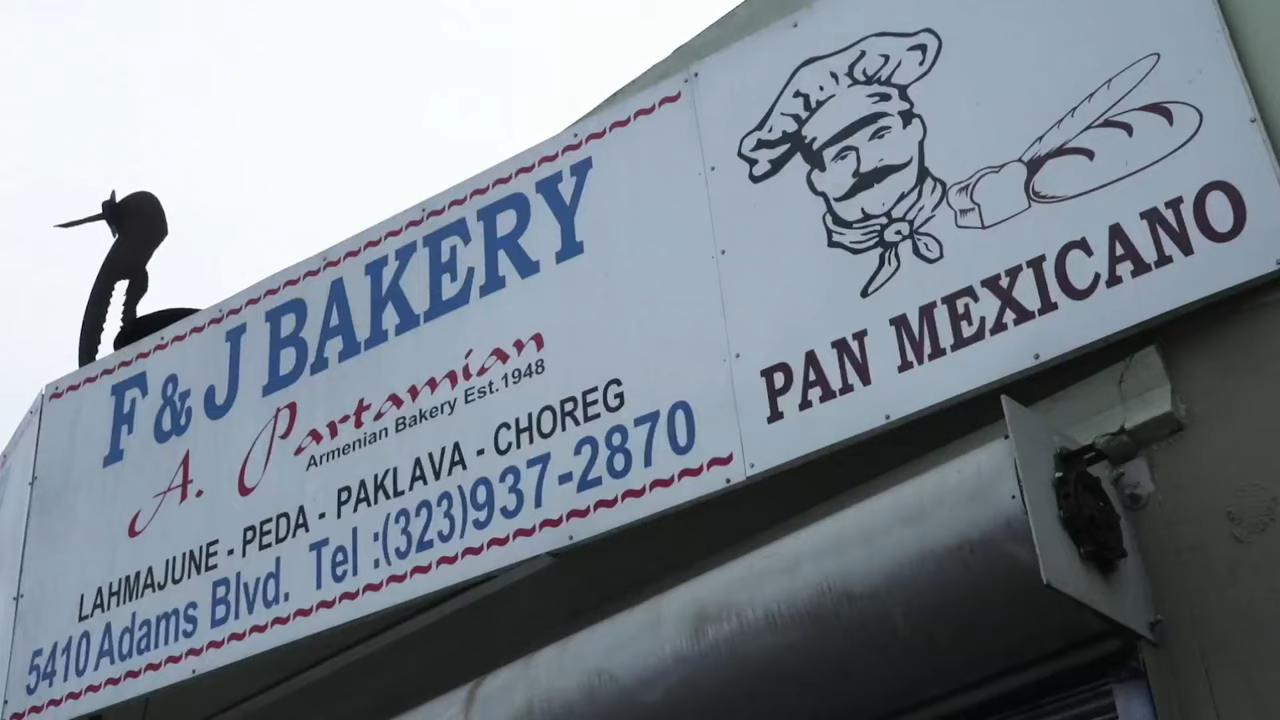 F & J BAKERY
A. Partamian
Armenian Bakery Est.1948
LAHMAJUNE - PEDA - PAKLAVA - CHOREG
5410 Adams Blvd. Tel :(323)937-2870
PAN MEXICANO